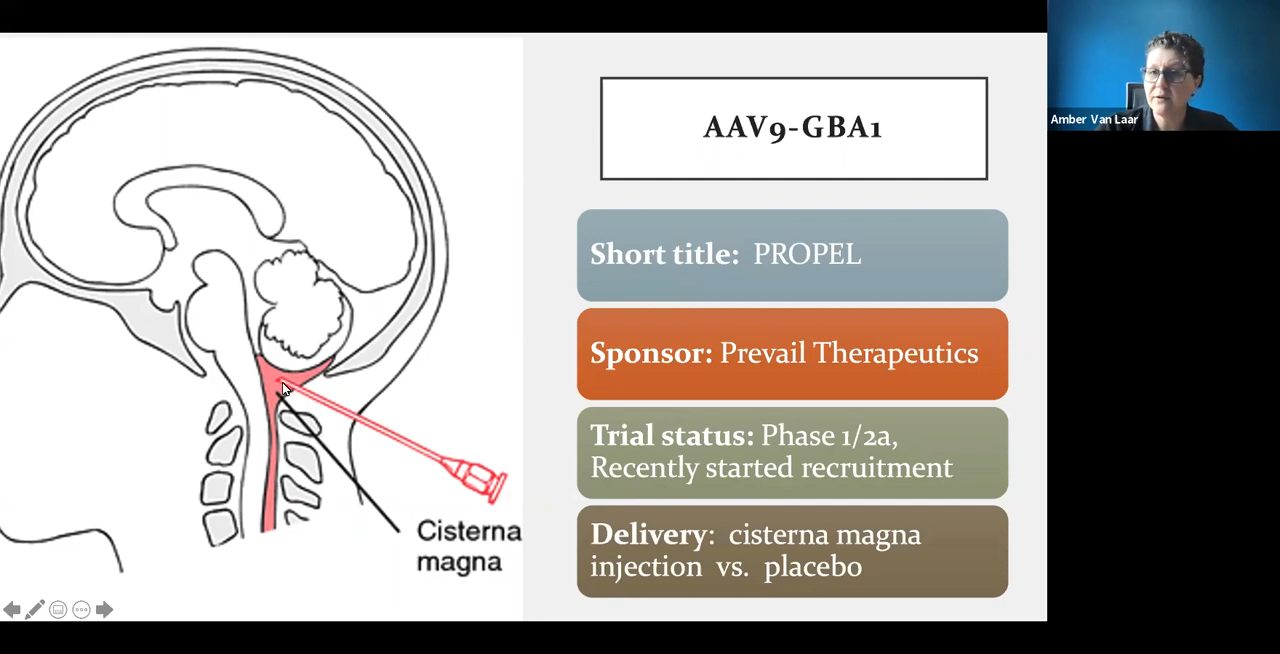 AAV9-GBA1
Short title: PROPEL
Sponsor: Prevail Therapeutics
Trial status: Phase 1/2a,
Recently started recruitment
Delivery: cisterna magna
injection vs. placebo
Cisterna
magna
Amber Van Laar